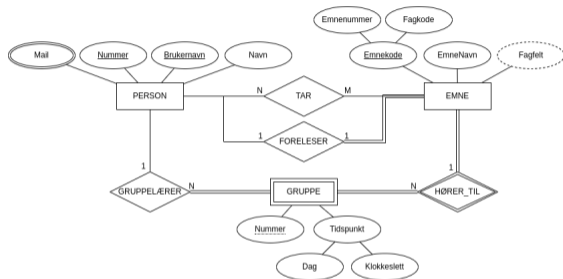 Emnenummer
Fagkode
Mail
Nummer
Brukernavn
Navn
Emnekode
EmneNavn
Fagfelt
PERSON
N
TAR
M
EMNE
1
FORELESER
1
1
1
GRUPPELÆRER
N
GRUPPE
N
HØRER_TIL
Nummer
Tidspunkt
Dag
Klokkeslett